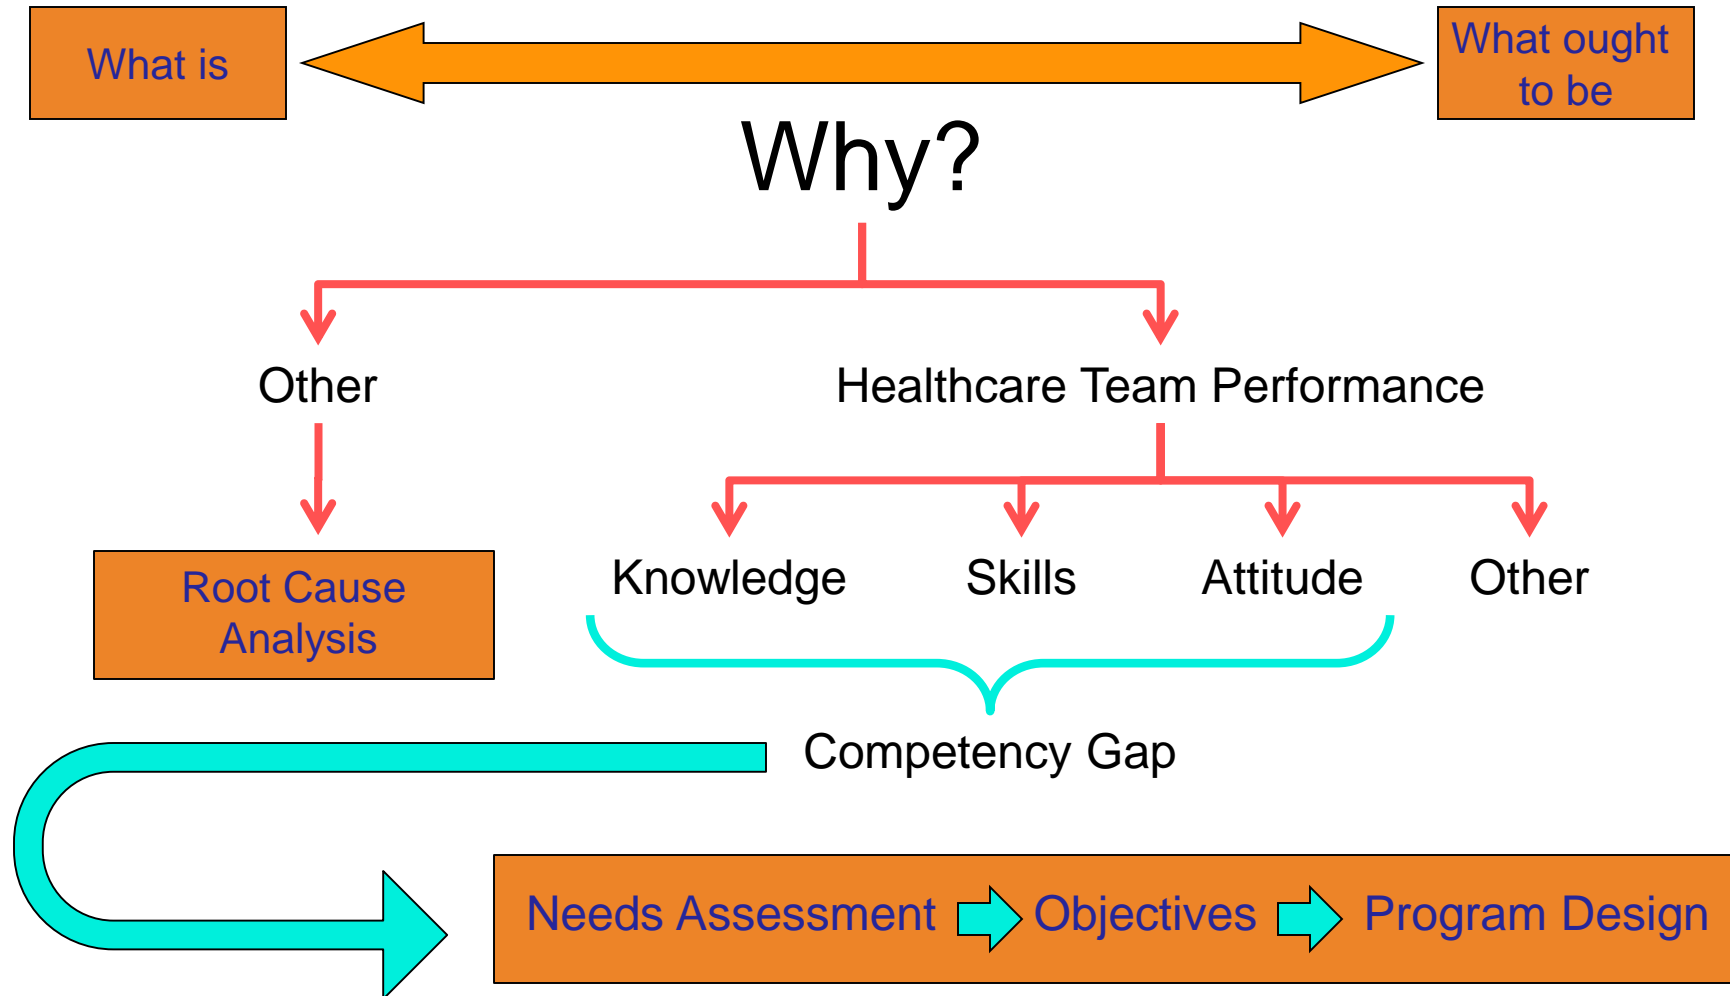 What is
What ought
to be
Why?
Other
Healthcare Team Performance
Root Cause
Analysis
Knowledge
Skills
Attitude
Other
Competency Gap
Needs Assessment
Objectives
Program Design